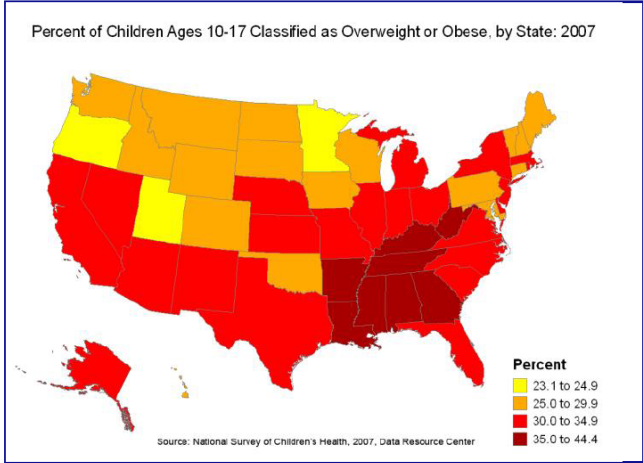 Percent of Children Ages 10-17 Classified as Overweight or Obese, by State: 2007
Percent
23.1 to 24.9
25.0 to 29.9
30.0 to 34.9
35.0 to 44.4
Source: National Survey of Children's Health, 2007, Data Resource Center